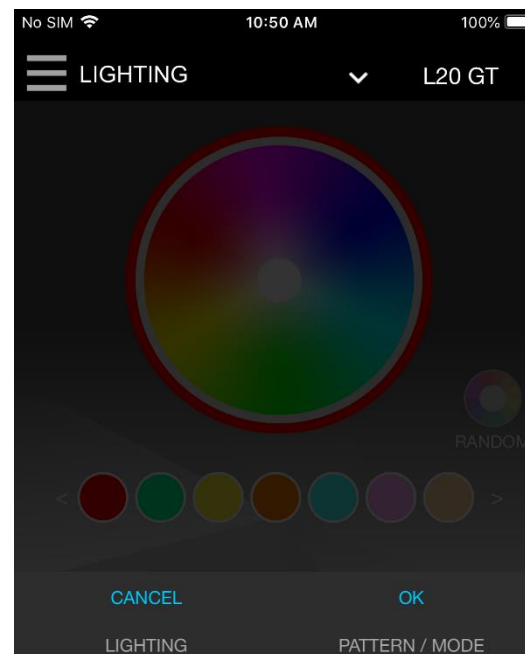 No SIM 10:50 AM 100%
LIGHTING L20 GT
RANDOM
< >
CANCEL OK
LIGHTING PATTERN / MODE